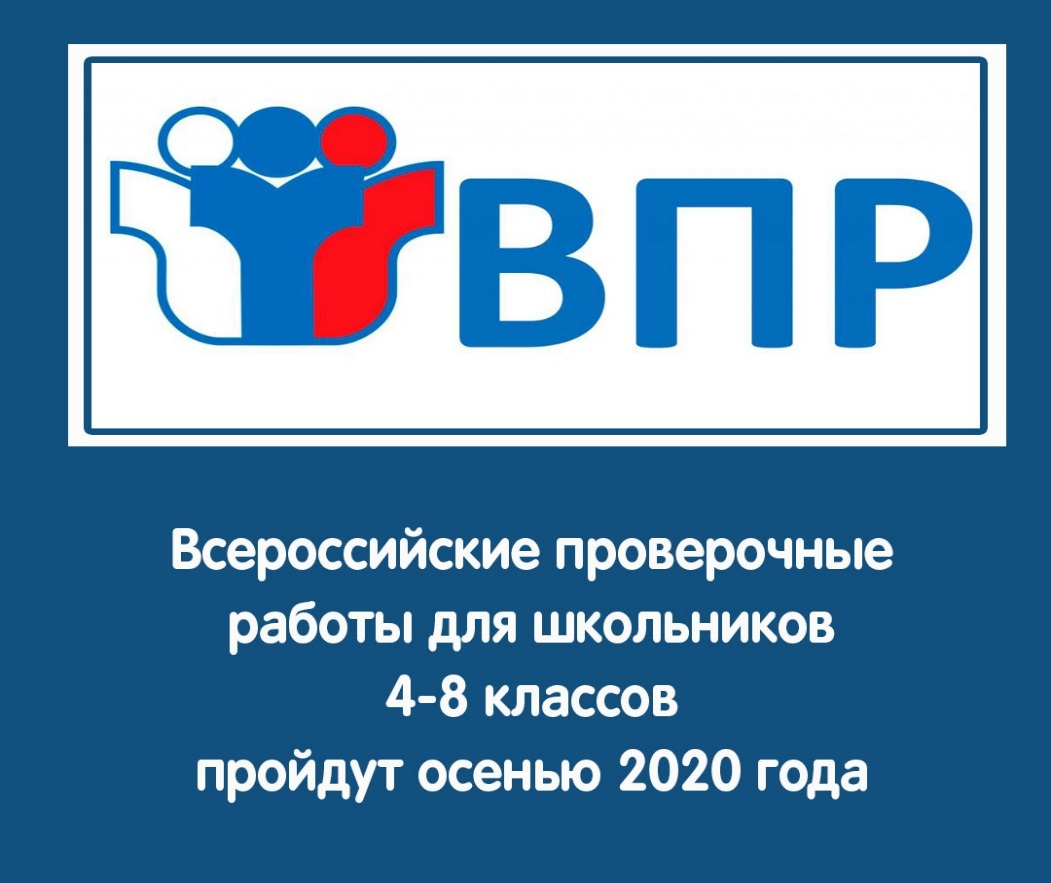 ВПР
Всероссийские проверочные
работы для школьников
4-8 классов
пройдут осенью 2020 года